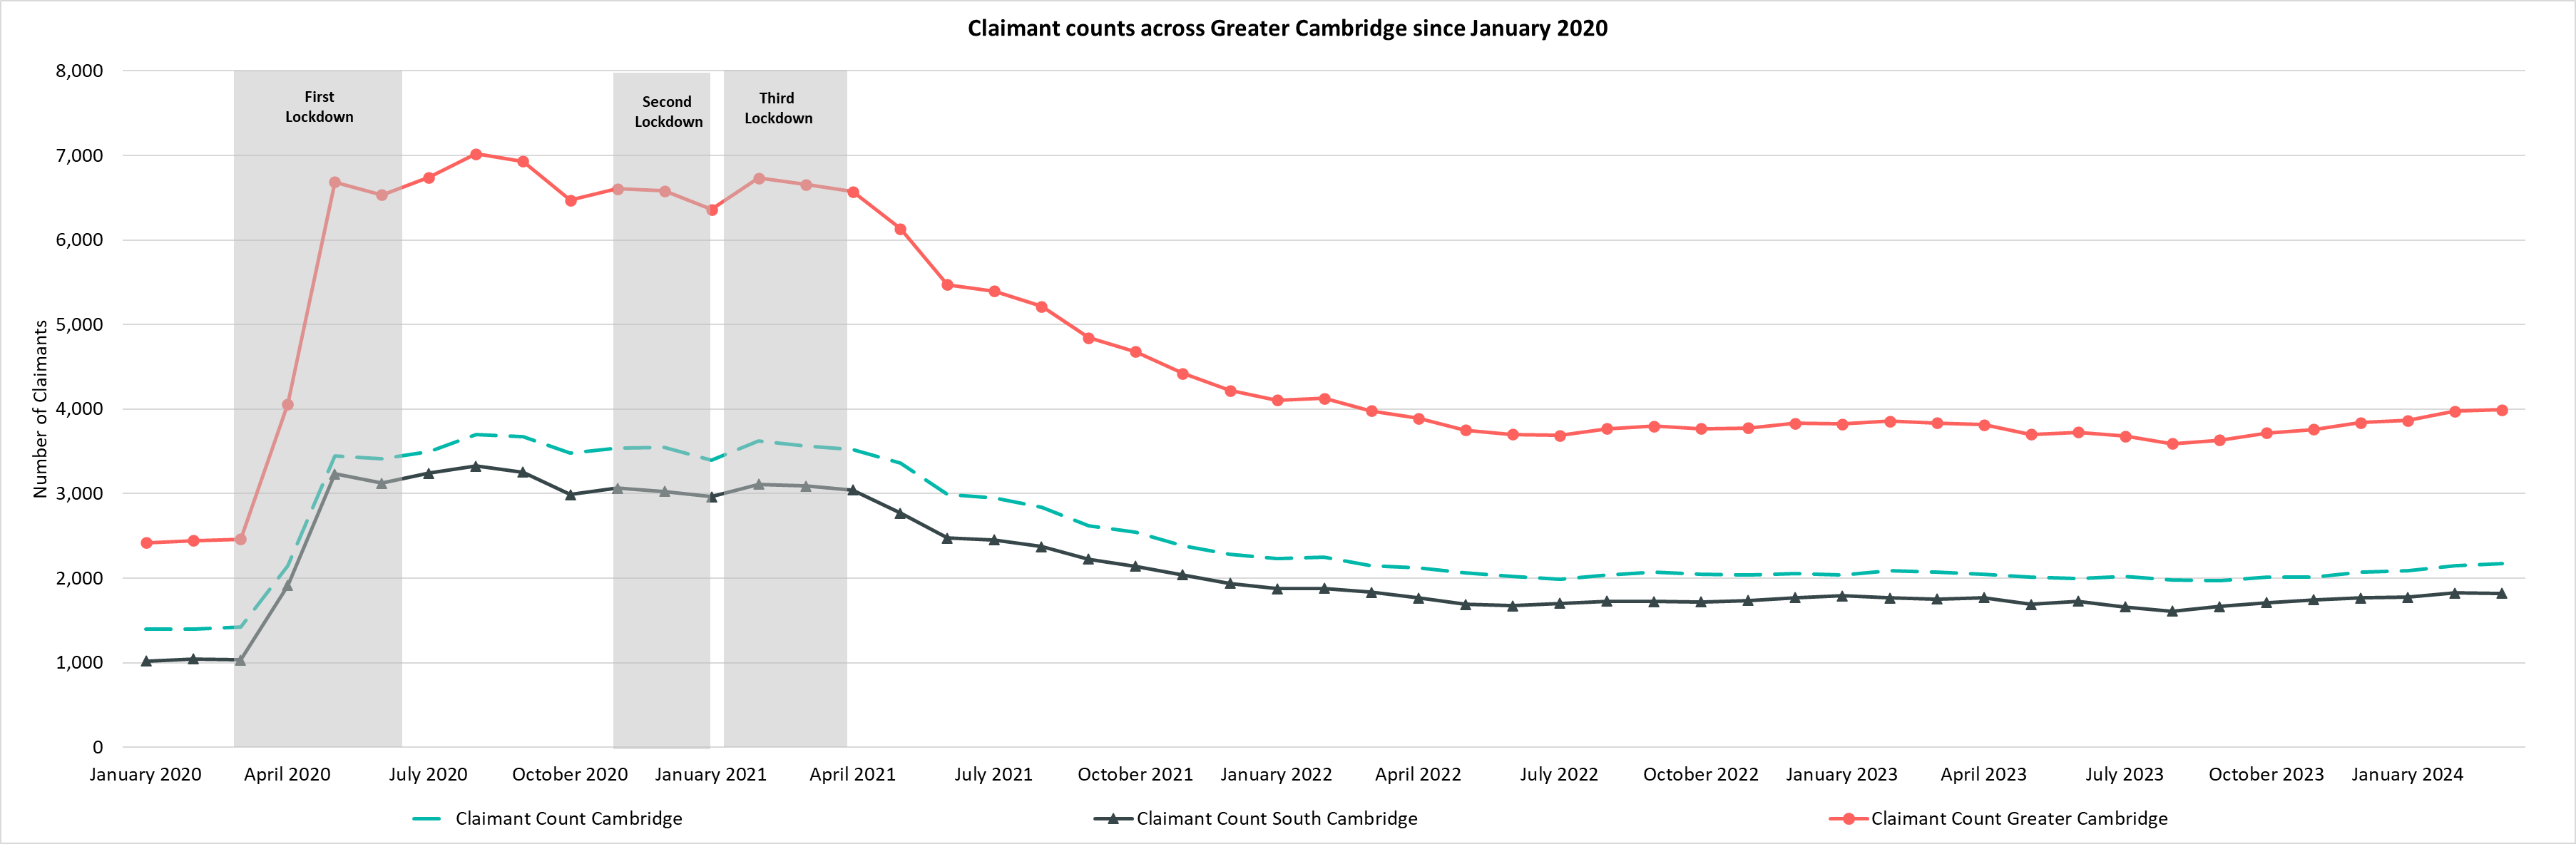 Claimant counts across Greater Cambridge since January 2020
8,000
7,000
6,000
5,000
4,000
3,000
2,000
1,000
0
Number of Claimants
First
Lockdown
Second
Lockdown
Third
Lockdown
January 2020
April 2020
July 2020
October 2020
January 2021
April 2021
July 2021
October 2021
January 2022
April 2022
July 2022
October 2022
January 2023
April 2023
July 2023
October 2023
January 2024
Claimant Count Cambridge
Claimant Count South Cambridge
Claimant Count Greater Cambridge